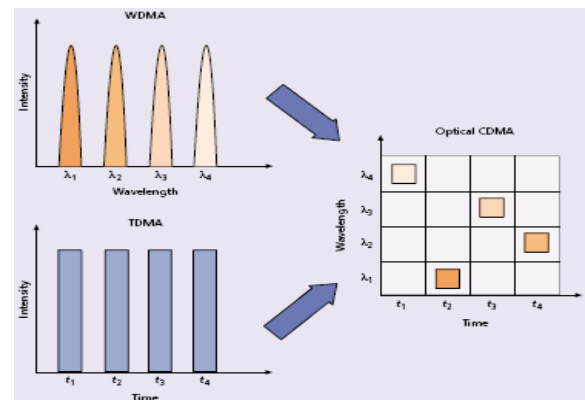 WDMA
Intensity
λ1 λ2 λ3 λ4
Wavelength
TDMA
Intensity
t1 t2 t3 t4
Time
Optical CDMA
Wavelength
λ4
λ3
λ2
λ1
t1 t2 t3 t4
Time